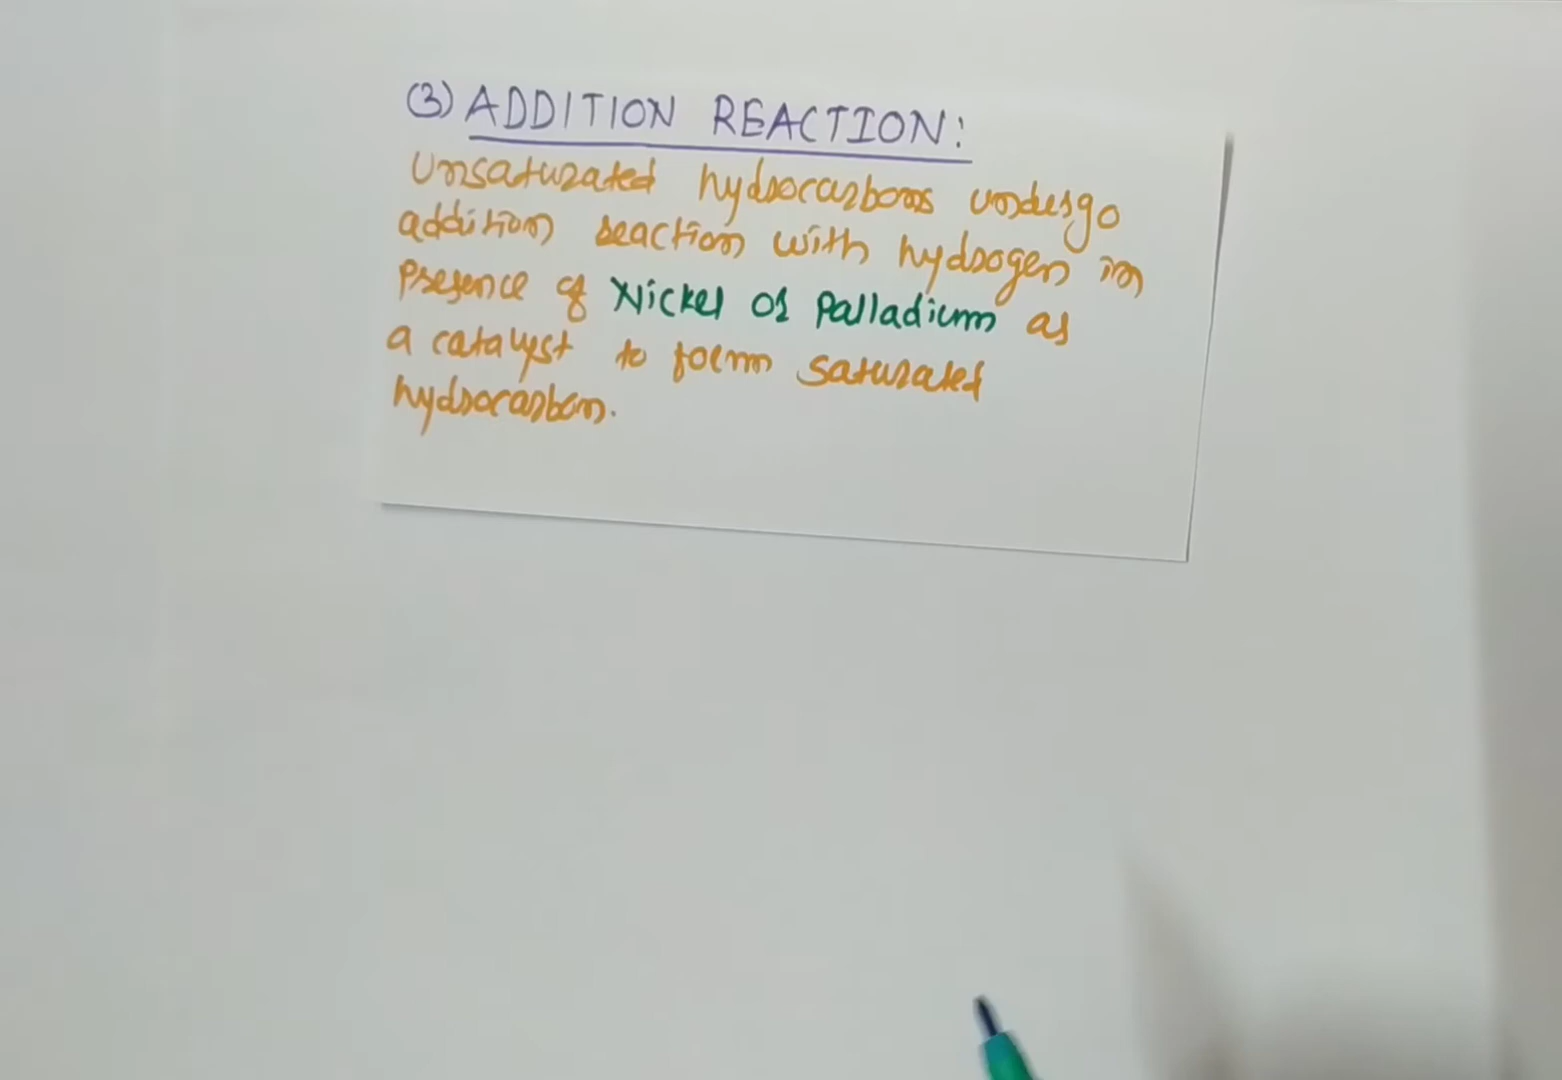 (3) ADDITION REACTION:
Unsaturated hydrocarbons undergo
addition reaction with hydrogen in
presence of Nickel or Palladium as
a catalyst to form saturated
hydrocarbon.